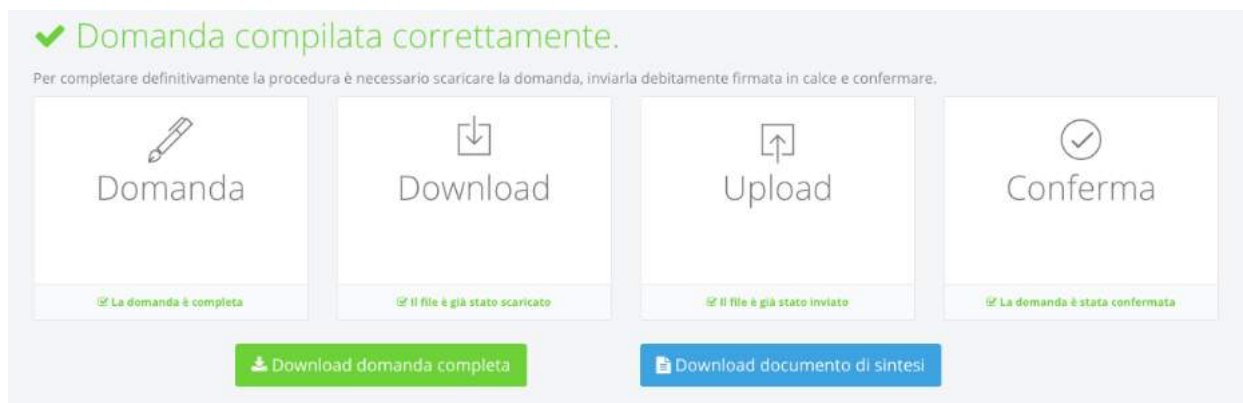 Domanda compilata correttamente.
Per completare definitivamente la procedura è necessario scaricare la domanda, inviarla debitamente firmata in calce e confermare.
Domanda
Download
Upload
Conferma
La domanda è completa
Il file è già stato scaricato
Il file è già stato inviato
La domanda è stata confermata
Download domanda completa
Download documento di sintesi